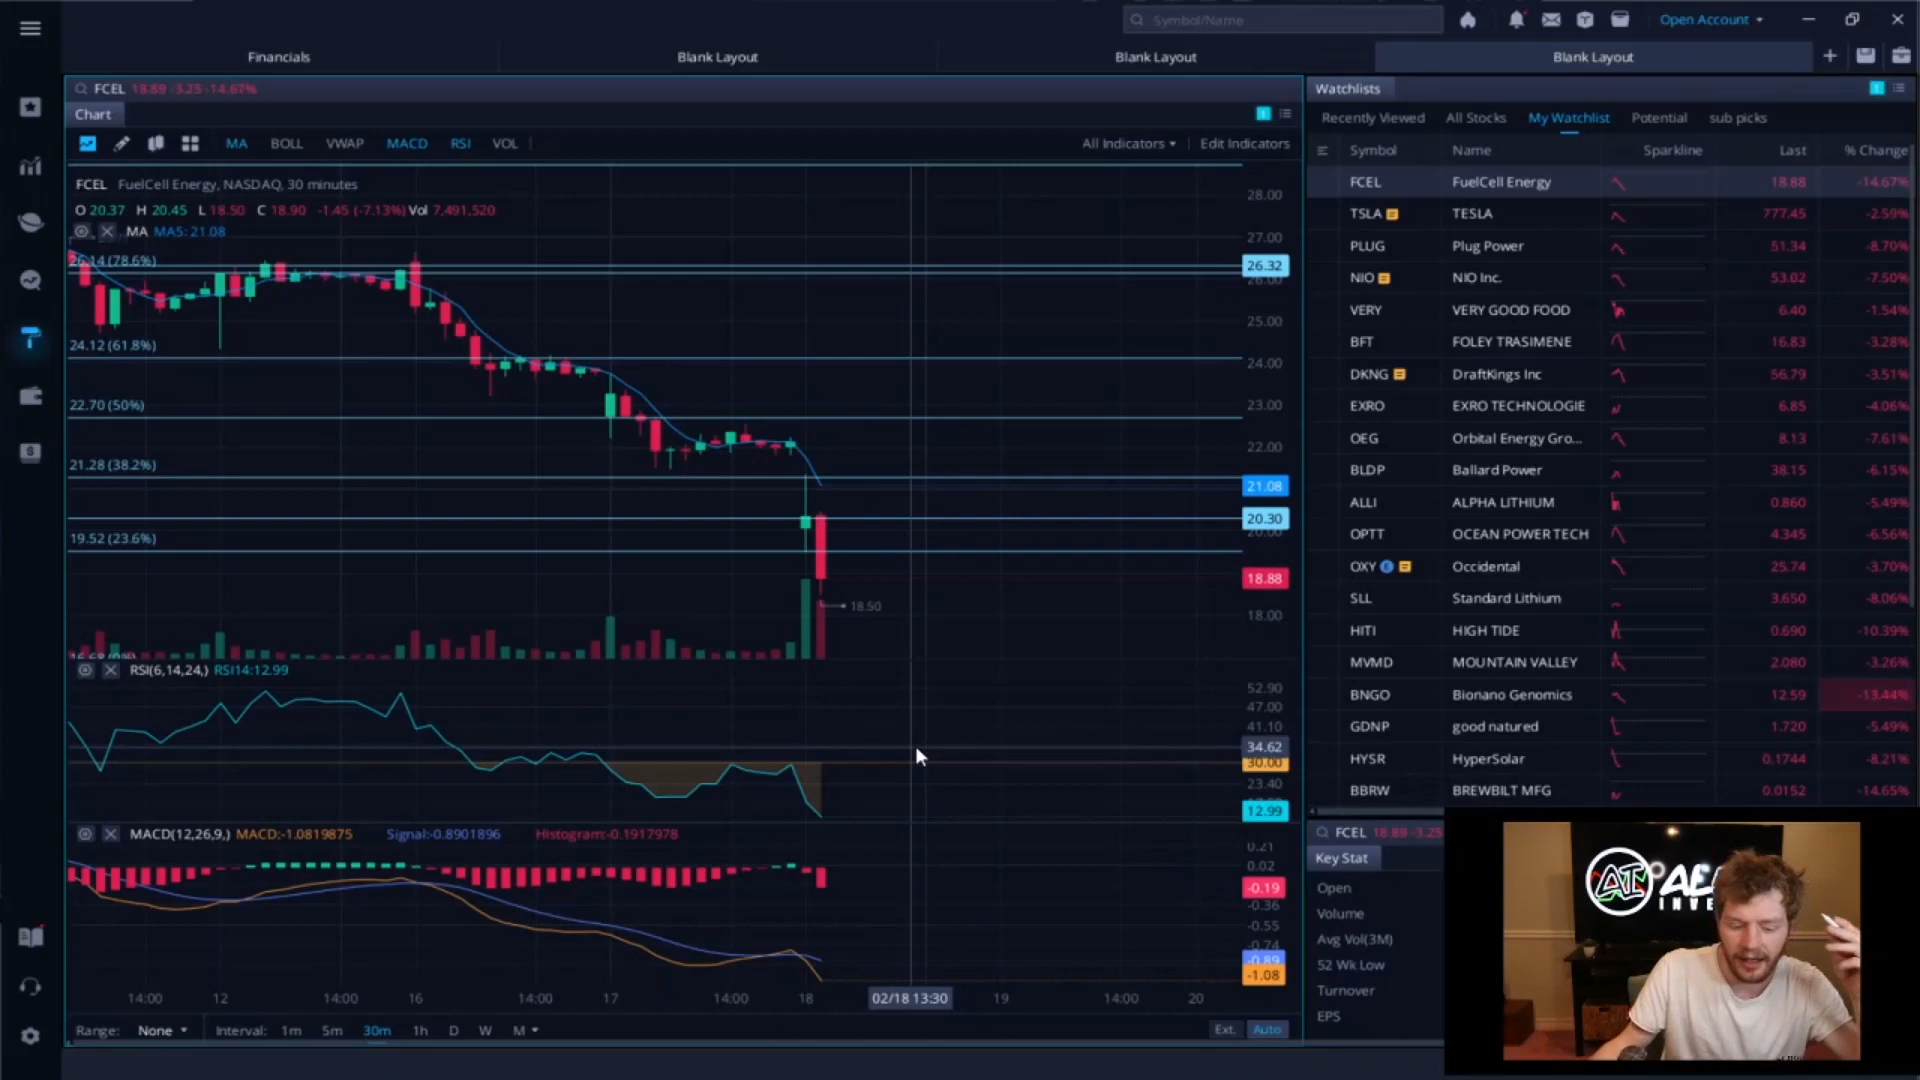 Symbol/Name
Open Account
Financials
Blank Layout
Blank Layout
Blank Layout
FCEL 18.89 -3.25 -14.67%
Chart
MA BOLL VWAP MACD RSI VOL
All Indicators
Edit Indicators
FCEL FuelCell Energy, NASDAQ, 30 minutes
O 20.37 H 20.45 L 18.50 C 18.90 -1.45 (-7.13%) Vol 7,491,520
MA MA5: 21.08
26.14 (78.6%)
24.12 (61.8%)
22.70 (50%)
21.28 (38.2%)
19.52 (23.6%)
18.50
28.00
27.00
26.32
26.00
25.00
24.00
23.00
22.00
21.08
20.30
20.00
18.88
18.00
RSI(6,14,24,) RSI14:12.99
52.90
47.00
41.10
34.62
30.00
23.40
12.99
MACD(12,26,9,) MACD:-1.0819875 Signal:-0.8901896 Histogram:-0.1917978
0.21
0.02
-0.19
-0.36
-0.55
-0.74
-0.89
-1.08
14:00 12 14:00 16 14:00 17 14:00 18 02/18 13:30 19 14:00 20
Range: None Interval: 1m 5m 30m 1h D W M
Ext. Auto
Watchlists
Recently Viewed All Stocks My Watchlist Potential sub picks
Symbol Name Sparkline Last % Change
FCEL FuelCell Energy 18.88 -14.67%
TSLA TESLA 777.45 -2.59%
PLUG Plug Power 51.34 -8.70%
NIO NIO Inc. 53.02 -7.50%
VERY VERY GOOD FOOD 6.40 -1.54%
BFT FOLEY TRASIMENE 16.83 -3.28%
DKNG DraftKings Inc 56.79 -3.51%
EXRO EXRO TECHNOLOGIE 6.85 -4.06%
OEG Orbital Energy Gro... 8.13 -7.61%
BLDP Ballard Power 38.15 -6.15%
ALLI ALPHA LITHIUM 0.860 -5.49%
OPTT OCEAN POWER TECH 4.345 -6.56%
OXY E Occidental 25.74 -3.70%
SLL Standard Lithium 3.650 -8.06%
HITI HIGH TIDE 0.690 -10.39%
MVMD MOUNTAIN VALLEY 2.080 -3.26%
BNGO Bionano Genomics 12.59 -13.44%
GDNP good natured 1.720 -5.49%
HYSR HyperSolar 0.1744 -8.21%
BBRW BREWBILT MFG 0.0152 -14.65%
FCEL 18.89 -3.25
Key Stat
Open
Volume
Avg Vol(3M)
52 Wk Low
Turnover
EPS
AI
INVE